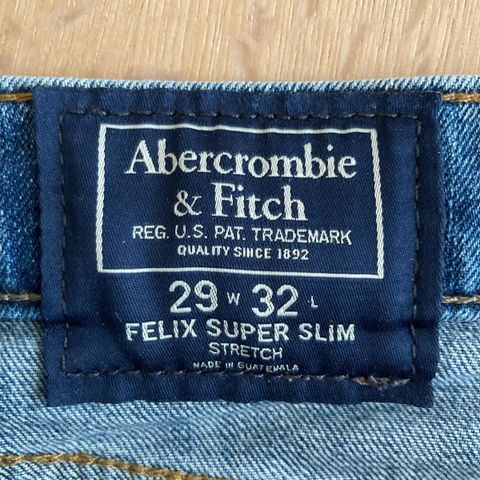 Abercrombie
& Fitch
REG. U.S. PAT. TRADEMARK
QUALITY SINCE 1892
29 W 32 L
FELIX SUPER SLIM
STRETCH
MADE IN GUATEMALA